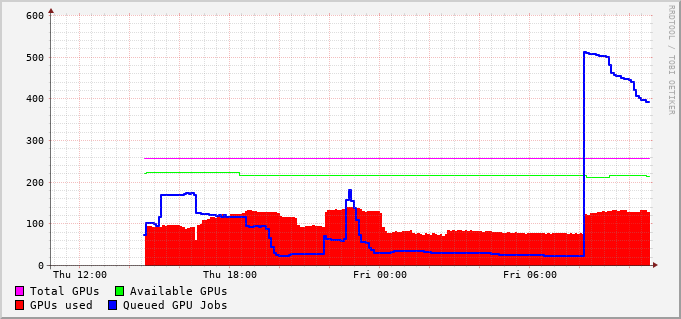 600
500
400
300
200
100
0
Thu 12:00 Thu 18:00 Fri 00:00 Fri 06:00
Total GPUs Available GPUs
GPUs used Queued GPU Jobs
RRDTOOL / TOBI OETIKER